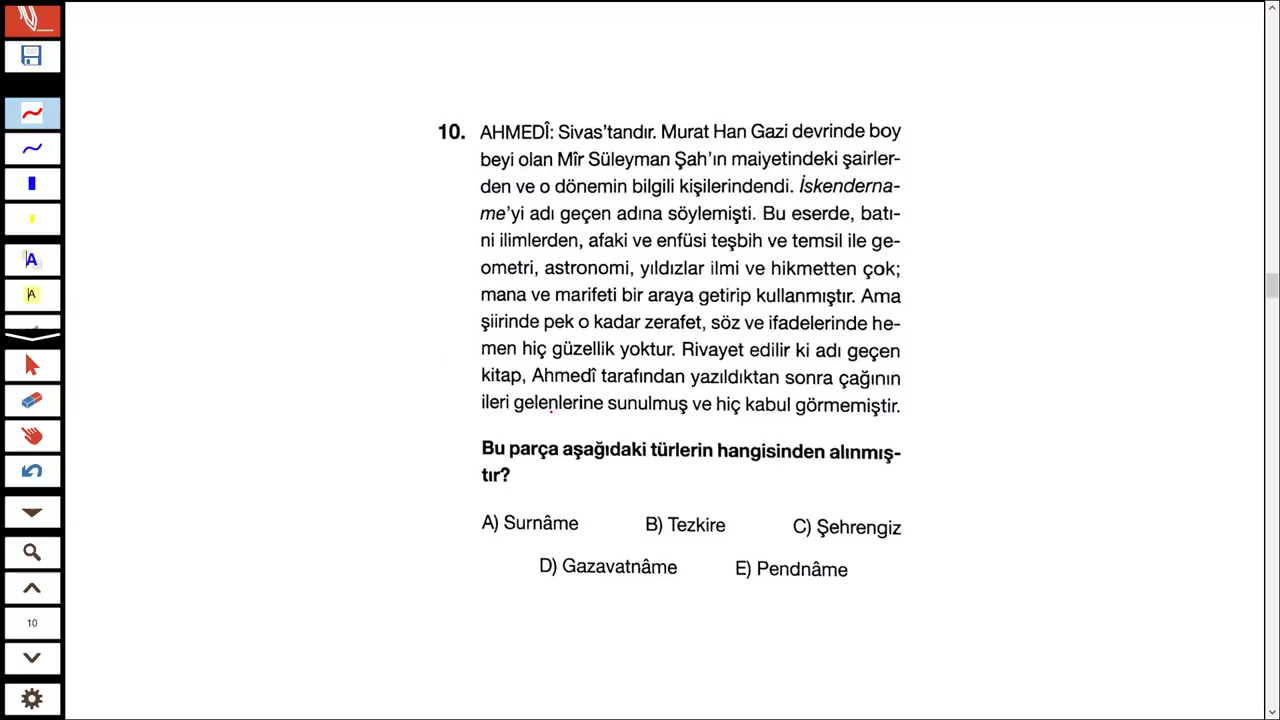 10. AHMEDÎ: Sivas'tandır. Murat Han Gazi devrinde boy
beyi olan Mîr Süleyman Şah'ın maiyetindeki şairler-
den ve o dönemin bilgili kişilerindendi. İskenderna-
me'yi adı geçen adına söylemişti. Bu eserde, batı-
ni ilimlerden, afaki ve enfüsi teşbih ve temsil ile ge-
ometri, astronomi, yıldızlar ilmi ve hikmetten çok;
mana ve marifeti bir araya getirip kullanmıştır. Ama
şiirinde pek o kadar zerafet, söz ve ifadelerinde he-
men hiç güzellik yoktur. Rivayet edilir ki adı geçen
kitap, Ahmedî tarafından yazıldıktan sonra çağının
ileri gelenlerine sunulmuş ve hiç kabul görmemiştir.
Bu parça aşağıdaki türlerin hangisinden alınmış-
tır?
A) Surnâme B) Tezkire C) Şehrengiz
D) Gazavatnâme E) Pendnâme
A
A
10